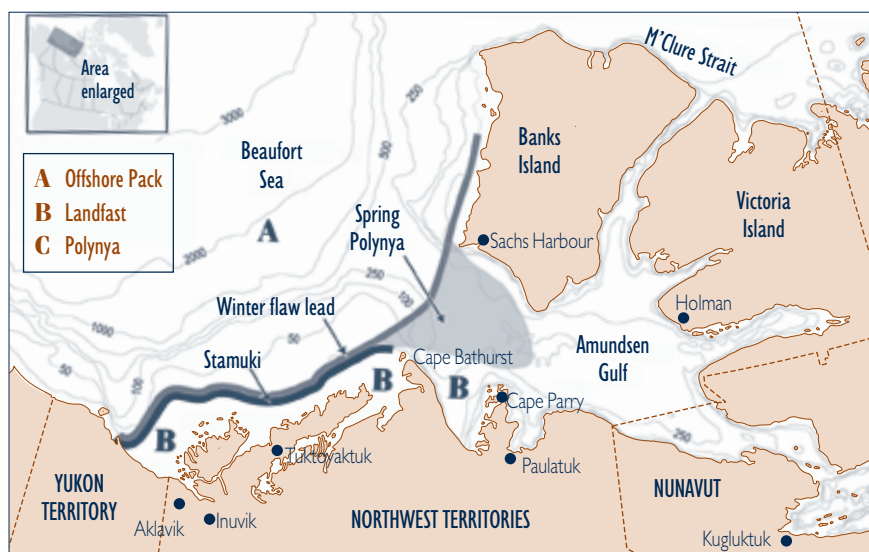 Area
enlarged
A Offshore Pack
B Landfast
C Polynya
M'Clure Strait
Banks
Island
Victoria
Island
Beaufort
Sea
A
Spring
Polynya
Sachs Harbour
Holman
Winter flaw lead
Stamuki
Cape Bathurst
Amundsen
Gulf
B
B
B
Cape Parry
Tuktoyaktuk
Paulatuk
YUKON
TERRITORY
Aklavik
Inuvik
NORTHWEST TERRITORIES
NUNAVUT
Kugluktuk
3000
2000
1000
500
250
250
250
100
100
50
50